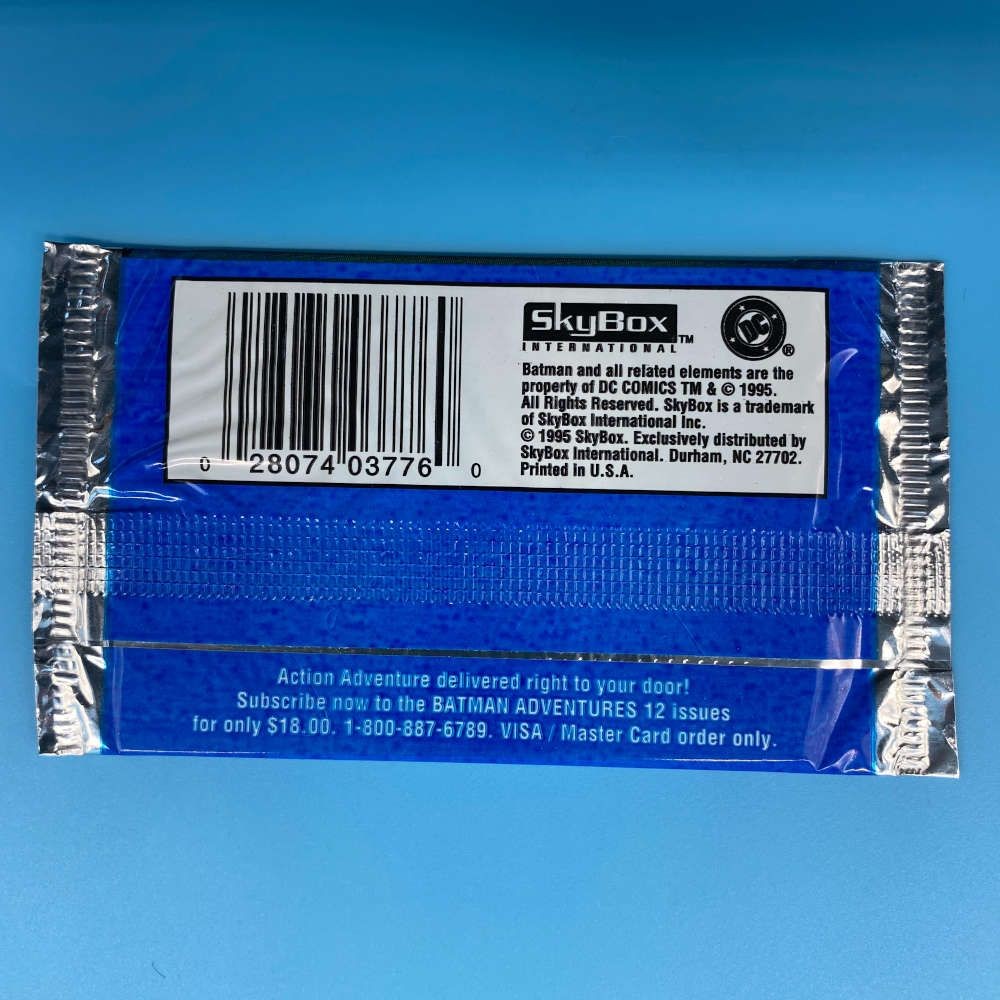 0 28074 03776 0
SkyBox TM
INTERNATIONAL
DC ®
Batman and all related elements are the
property of DC COMICS TM & © 1995.
All Rights Reserved. SkyBox is a trademark
of SkyBox International Inc.
© 1995 SkyBox. Exclusively distributed by
SkyBox International. Durham, NC 27702.
Printed in U.S.A.
Action Adventure delivered right to your door!
Subscribe now to the BATMAN ADVENTURES 12 issues
for only $18.00. 1-800-887-6789. VISA / Master Card order only.